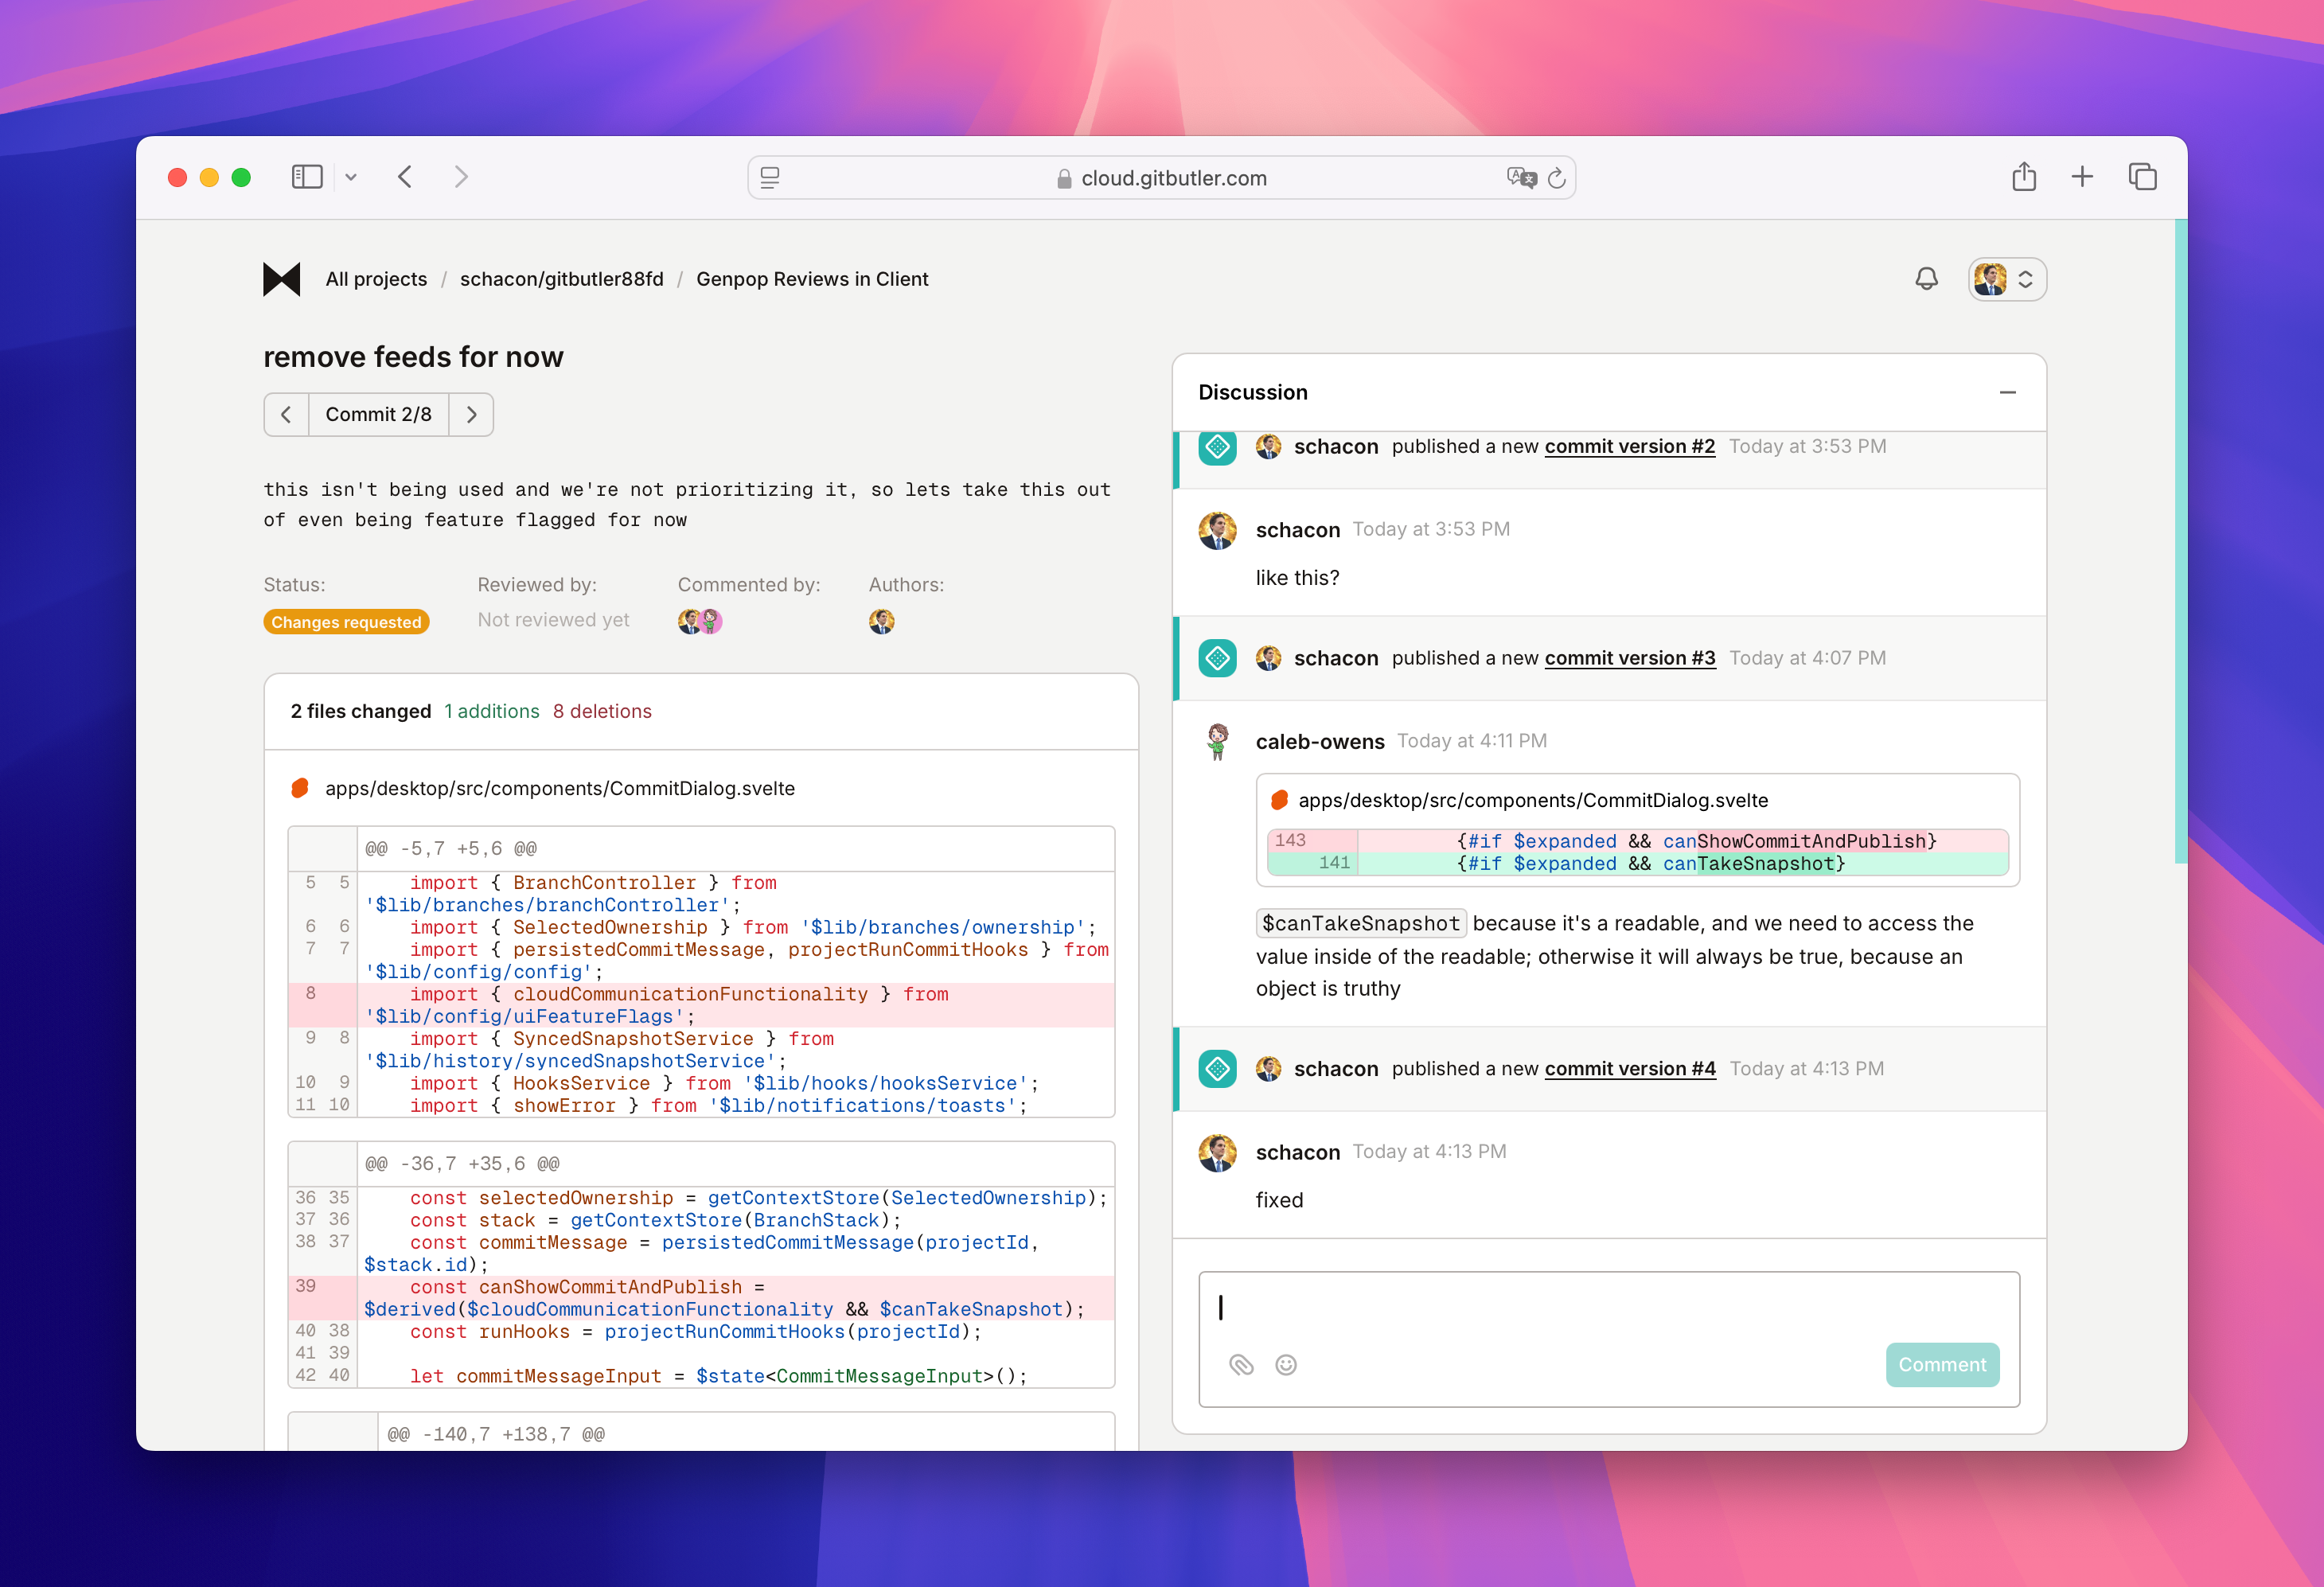 cloud.gitbutler.com
All projects / schacon/gitbutler88fd / Genpop Reviews in Client
remove feeds for now
Commit 2/8
this isn't being used and we're not prioritizing it, so lets take this out
of even being feature flagged for now
Status:
Changes requested
Reviewed by:
Not reviewed yet
Commented by:
Authors:
2 files changed 1 additions 8 deletions
apps/desktop/src/components/CommitDialog.svelte
@@ -5,7 +5,6 @@
5 5 import { BranchController } from
'$lib/branches/branchController';
6 6 import { SelectedOwnership } from '$lib/branches/ownership';
7 7 import { persistedCommitMessage, projectRunCommitHooks } from
'$lib/config/config';
8 import { cloudCommunicationFunctionality } from
'$lib/config/uiFeatureFlags';
9 8 import { SyncedSnapshotService } from
'$lib/history/syncedSnapshotService';
10 9 import { HooksService } from '$lib/hooks/hooksService';
11 10 import { showError } from '$lib/notifications/toasts';
@@ -36,7 +35,6 @@
36 35 const selectedOwnership = getContextStore(SelectedOwnership);
37 36 const stack = getContextStore(BranchStack);
38 37 const commitMessage = persistedCommitMessage(projectId,
$stack.id);
39 const canShowCommitAndPublish =
$derived($cloudCommunicationFunctionality && $canTakeSnapshot);
40 38 const runHooks = projectRunCommitHooks(projectId);
41 39
42 40 let commitMessageInput = $state<CommitMessageInput>();
@@ -140,7 +138,7 @@
Discussion
schacon published a new commit version #2 Today at 3:53 PM
schacon Today at 3:53 PM
like this?
schacon published a new commit version #3 Today at 4:07 PM
caleb-owens Today at 4:11 PM
apps/desktop/src/components/CommitDialog.svelte
143 {#if $expanded && canShowCommitAndPublish}
141 {#if $expanded && canTakeSnapshot}
$canTakeSnapshot because it's a readable, and we need to access the
value inside of the readable; otherwise it will always be true, because an
object is truthy
schacon published a new commit version #4 Today at 4:13 PM
schacon Today at 4:13 PM
fixed
Comment